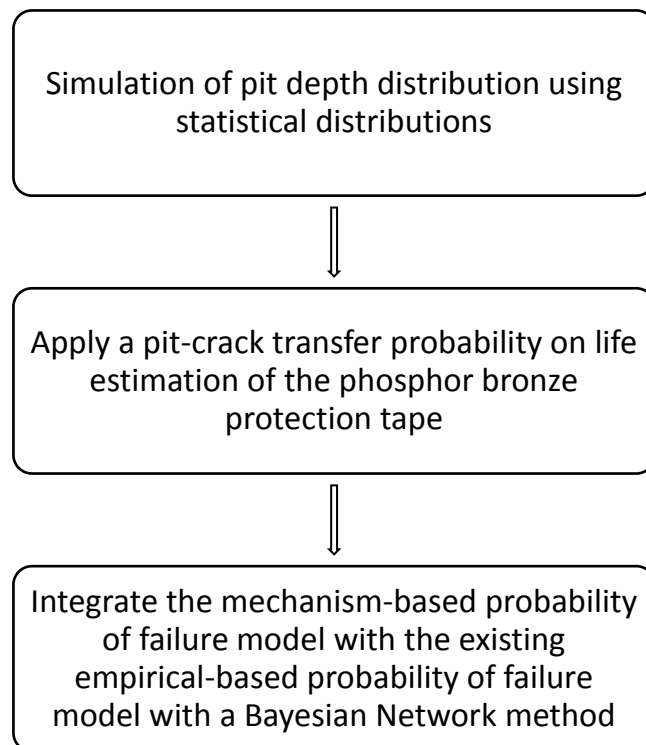 Simulation of pit depth distribution using
statistical distributions
Apply a pit-crack transfer probability on life
estimation of the phosphor bronze
protection tape
Integrate the mechanism-based probability
of failure model with the existing
empirical-based probability of failure
model with a Bayesian Network method